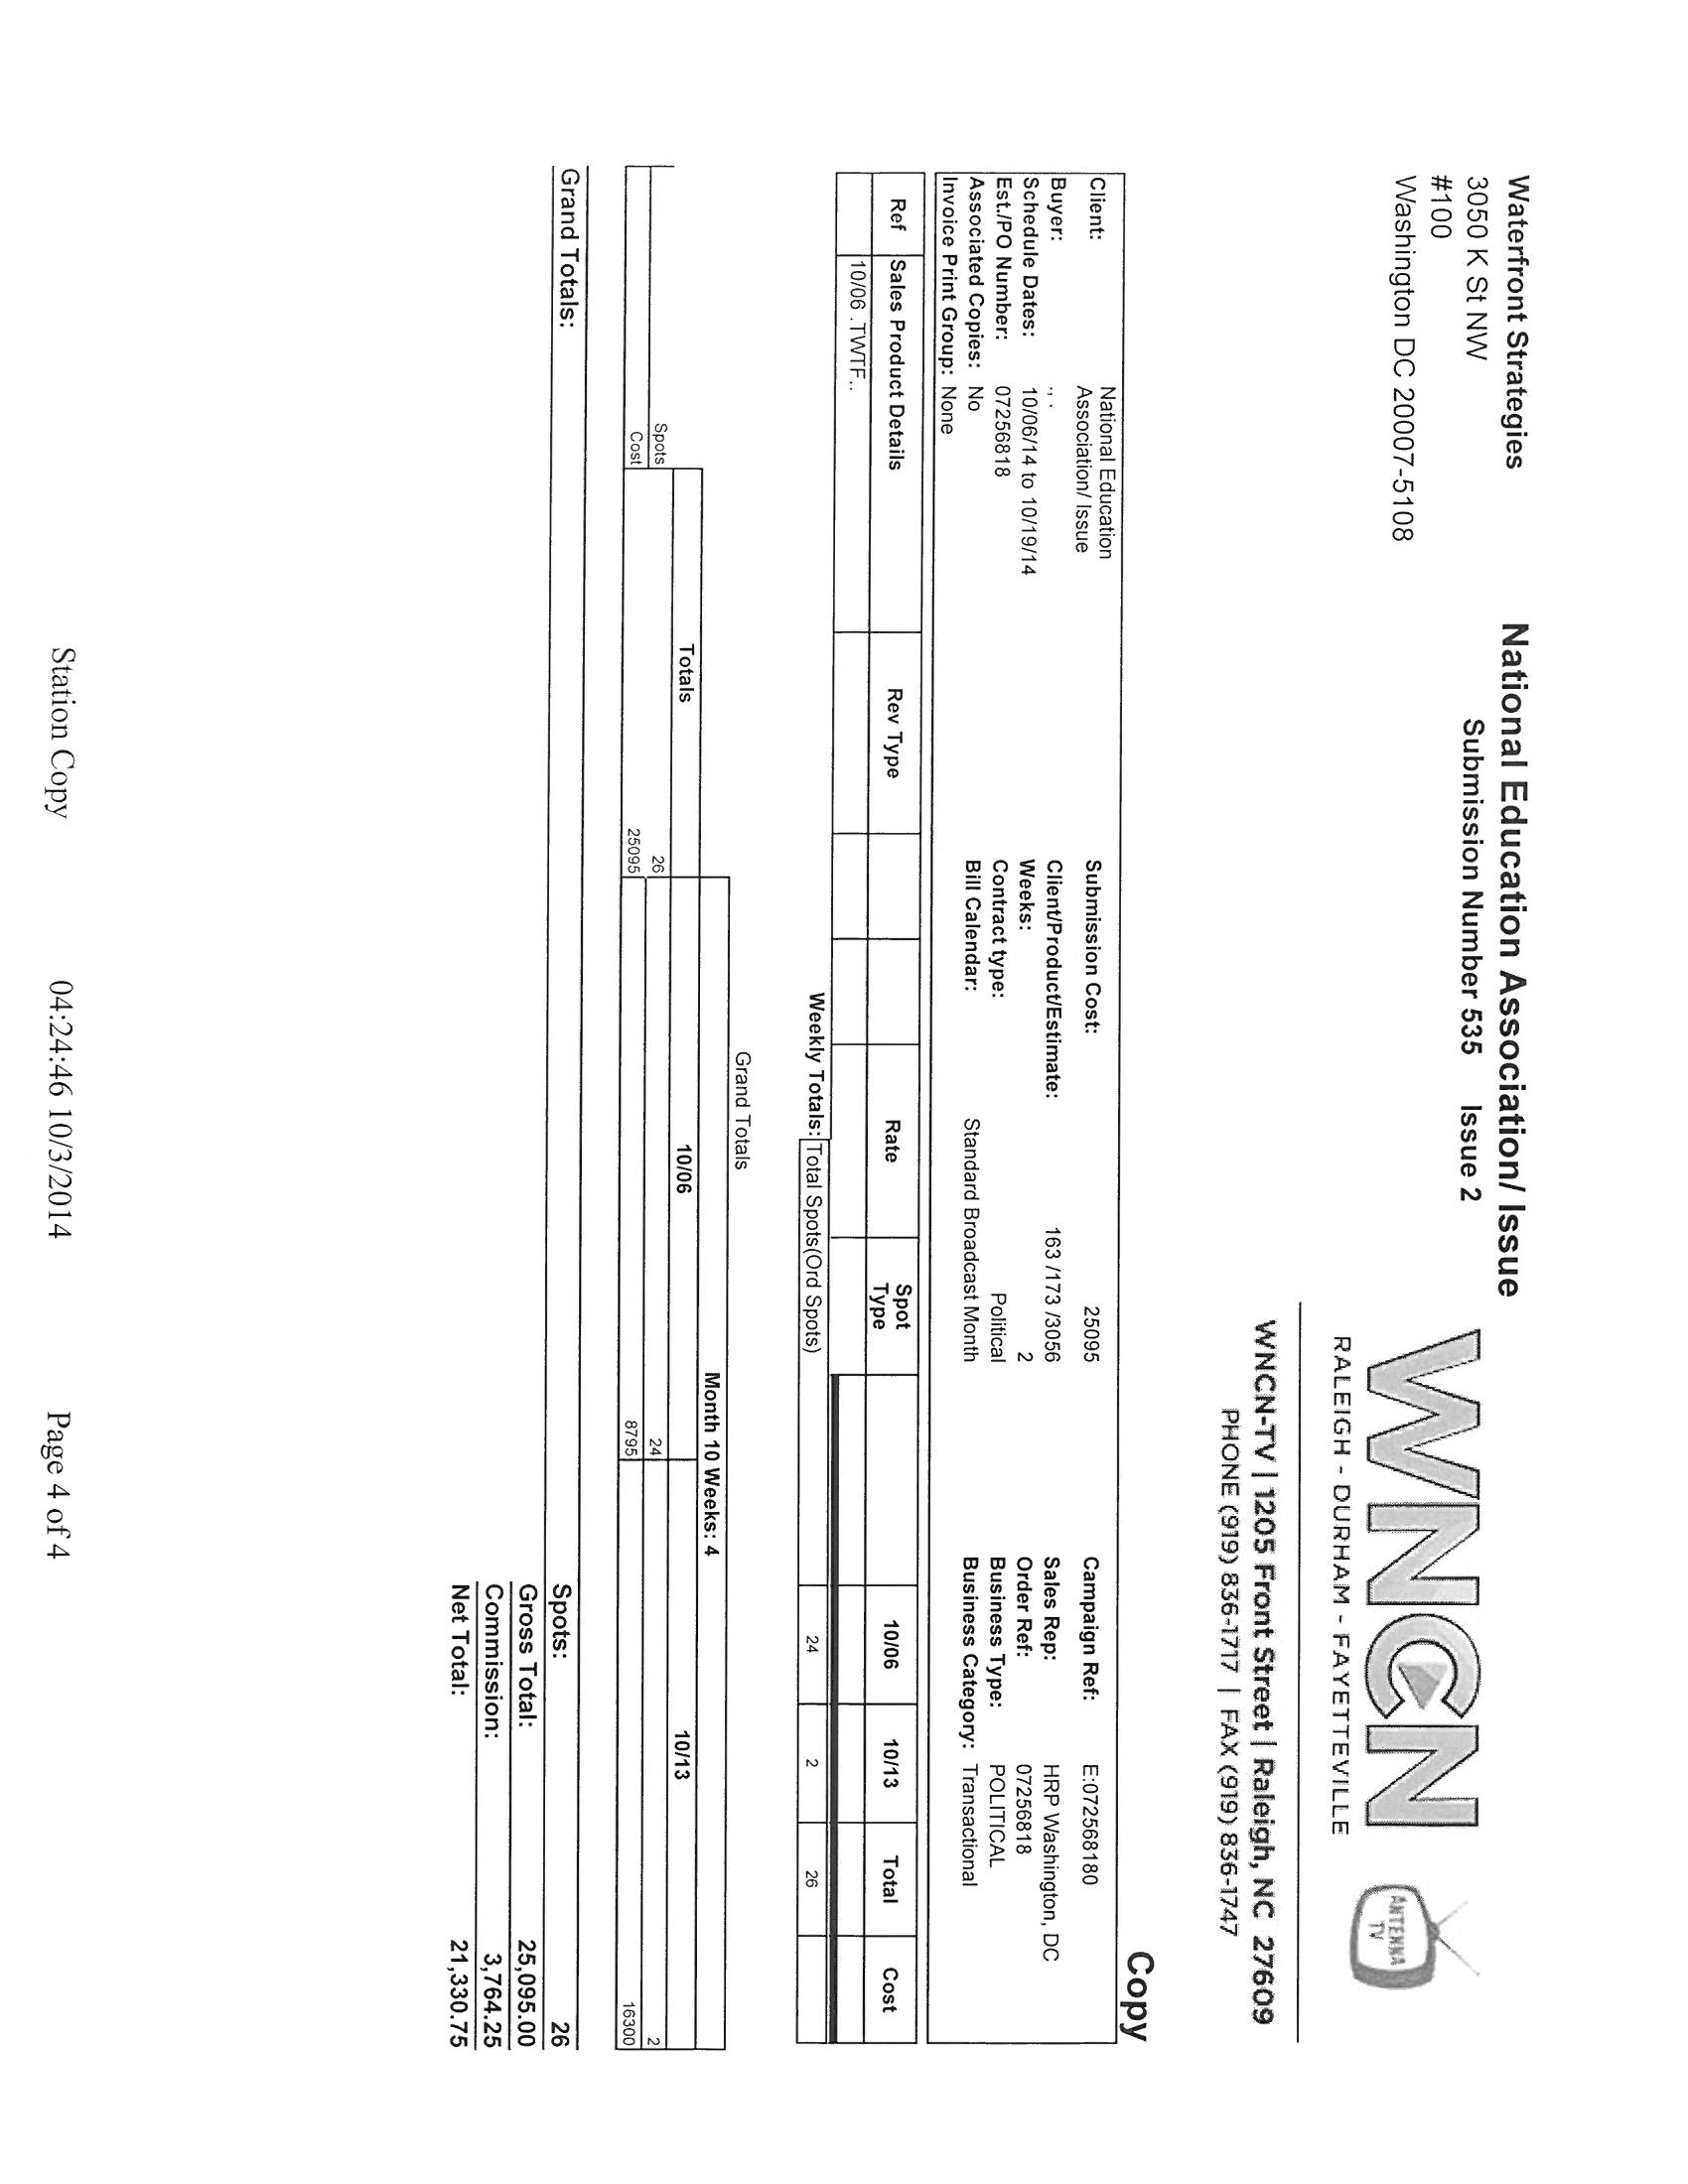 Waterfront Strategies
3050 K St NW
#100
Washington DC 20007-5108
National Education Association/ Issue
Submission Number 535 Issue 2
WNCN
RALEIGH - DURHAM - FAYETTEVILLE
ANTENNA
TV
WNCN-TV | 1205 Front Street | Raleigh, NC 27609
PHONE (919) 836-1717 | FAX (919) 836-1747
Copy
Client: National Education Association/ Issue Submission Cost: 25095 Campaign Ref: E:07256818​0
Buyer: ., . Client/Product/Estimate: 163 /173 /3056 Sales Rep: HRP Washington, DC
Schedule Dates: 10/06/14 to 10/19/14 Weeks: 2 Order Ref: 07256818
Est./PO Number: 07256818 Contract type: Political Business Type: POLITICAL
Associated Copies: No Bill Calendar: Standard Broadcast Month Business Category: Transactional
Invoice Print Group: None
Ref Sales Product Details Rev Type Rate Spot Type 10/06 10/13 Total Cost
10/06 .TWTF..
Weekly Totals: Total Spots(Ord Spots) 24 2 26
Grand Totals
Month 10 Weeks: 4
Totals 10/06 10/13
Spots 26 24 2
Cost 25095 8795 16300
Grand Totals: Spots: 26
Gross Total: 25,095.00
Commission: 3,764.25
Net Total: 21,330.75
Station Copy 04:24:46 10/3/2014 Page 4 of 4